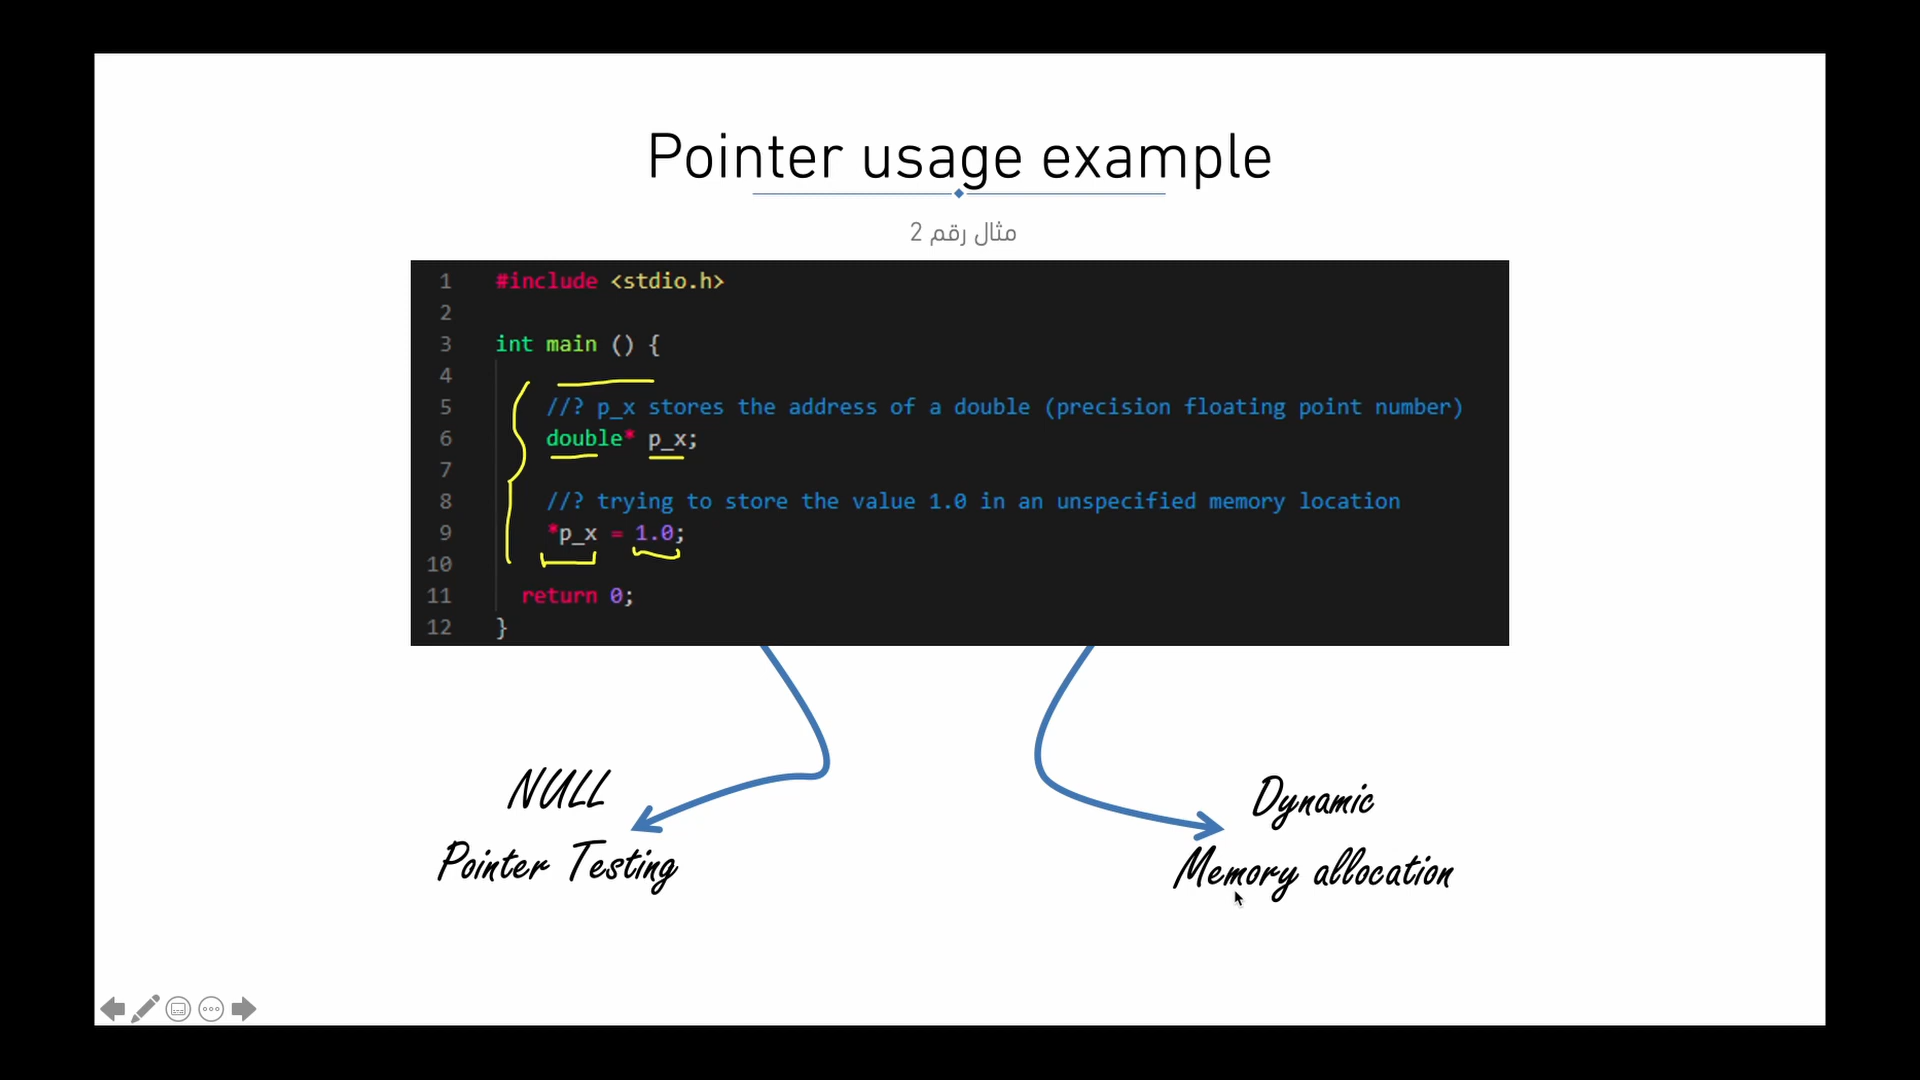 Pointer usage example
مثال رقم 2
1 #include <stdio.h>
2
3 int main () {
4
5 //? p_x stores the address of a double (precision floating point number)
6 double* p_x;
7
8 //? trying to store the value 1.0 in an unspecified memory location
9 *p_x = 1.0;
10
11 return 0;
12 }
NULL
Pointer Testing
Dynamic
Memory allocation